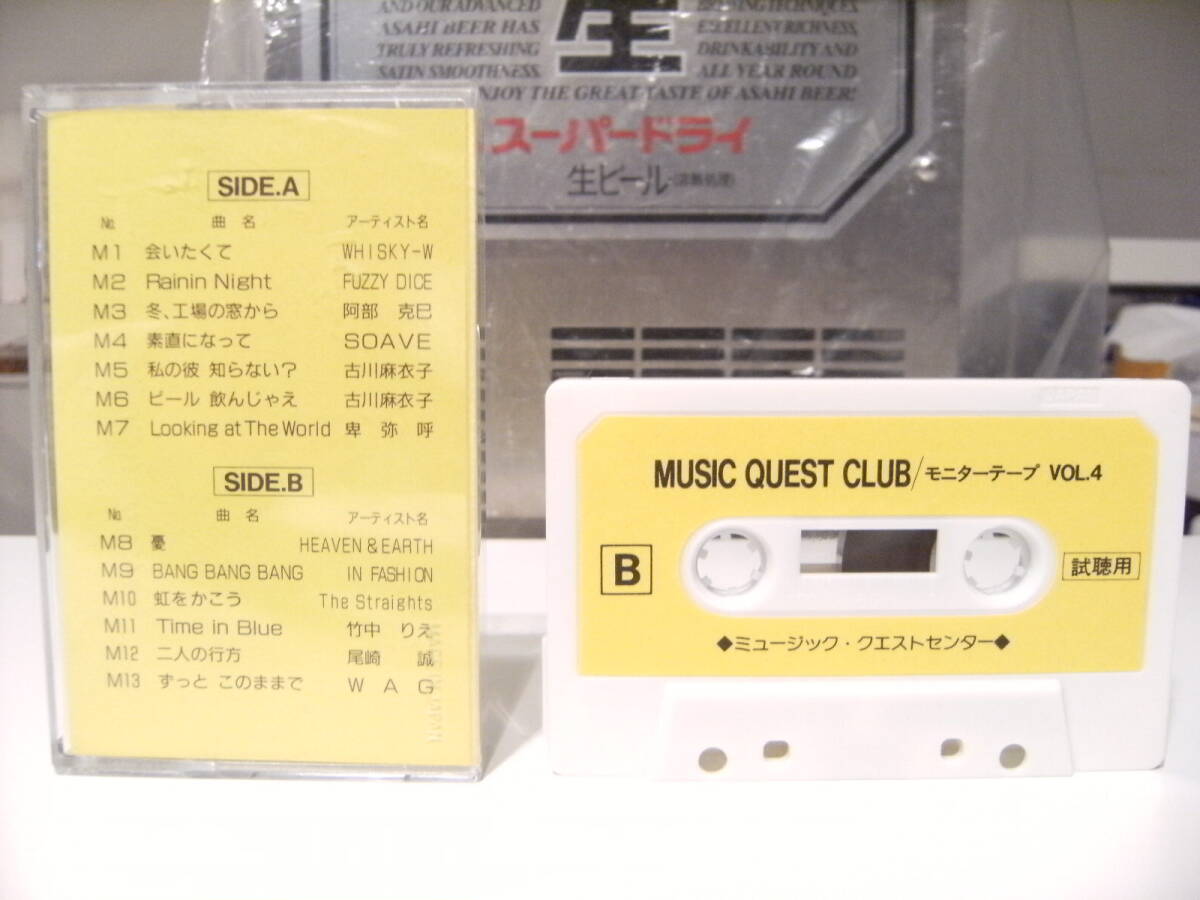 AND OUR ADVANCED
ASAHI BEER HAS
TRULY REFRESHING
SATIN SMOOTHNESS.
生
BREWING TECHNIQUES.
EXCELLENT RICHNESS,
DRINKABILITY AND
ALL YEAR ROUND
ENJOY THE GREAT TASTE OF ASAHI BEER!
スーパードライ
生ビール
SIDE.A
№ 曲名 アーティスト名
M1 会いたくて WHISKY-W
M2 Rainin Night FUZZY DICE
M3 冬、工場の窓から 阿部 克巳
M4 素直になって SOAVE
M5 私の彼 知らない? 古川麻衣子
M6 ビール 飲んじゃえ 古川麻衣子
M7 Looking at The World 卑弥呼
SIDE.B
№ 曲名 アーティスト名
M8 憂 HEAVEN & EARTH
M9 BANG BANG BANG IN FASHION
M10 虹をかこう The Straights
M11 Time in Blue 竹中 りえ
M12 二人の行方 尾崎 誠
M13 ずっと このままで WAG
MUSIC QUEST CLUB/モニターテープ VOL.4
B
試聴用
◆ミュージック・クエストセンター◆